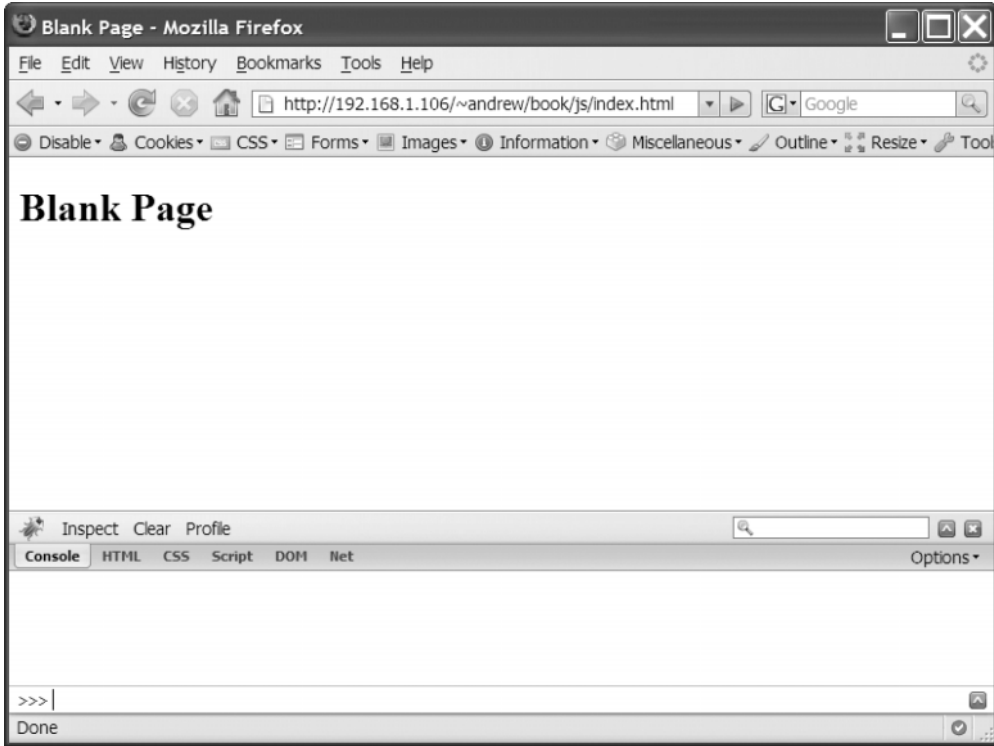 Blank Page - Mozilla Firefox
File Edit View History Bookmarks Tools Help
http://192.168.1.106/~andrew/book/js/index.html G Google
Disable Cookies CSS Forms Images Information Miscellaneous Outline Resize Tool
Blank Page
Inspect Clear Profile
Console HTML CSS Script DOM Net Options
>>>
Done